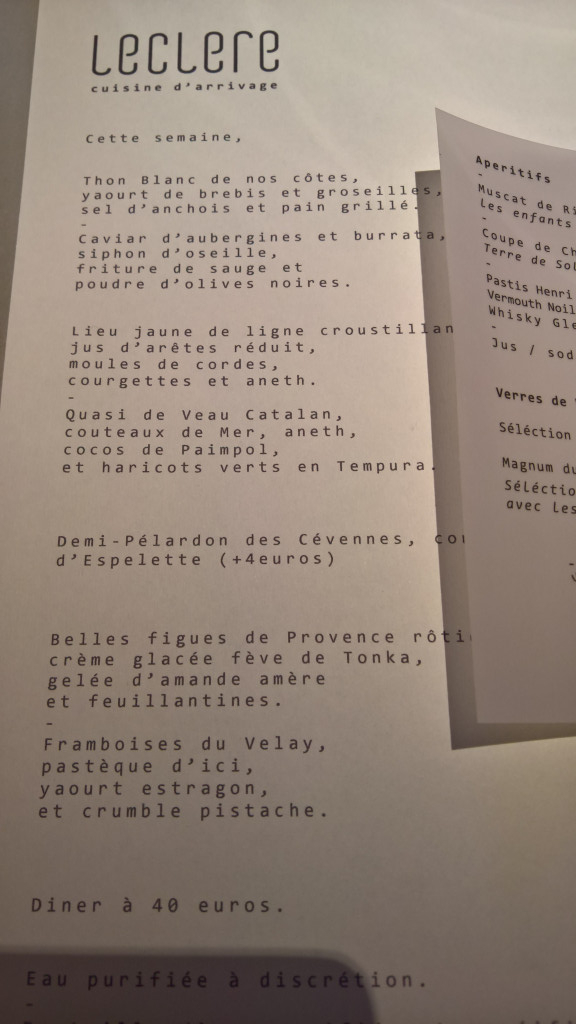 LECLERE
cuisine d'arrivage
Cette semaine,
Thon Blanc de nos côtes,
yaourt de brebis et groseilles,
sel d'anchois et pain grillé.
-
Caviar d'aubergines et burrata,
siphon d'oseille,
friture de sauge et
poudre d'olives noires.
Lieu jaune de ligne
jus d'arêtes réduit,
moules de cordes,
courgettes et aneth.
-
Quasi de Veau Catalan,
couteaux de Mer, aneth,
cocos de Paimpol,
et haricots verts en Tempura.
Demi-Pélardon des Cévennes,
d'Espelette (+4euros)
Belles figues de Provence
crème glacée fève de Tonka,
gelée d'amande amère
et feuillantines.
-
Framboises du Velay,
pastèque d'ici,
yaourt estragon,
et crumble pistache.
Diner à 40 euros.
Eau purifiée à discrétion.
-
Aperitifs
-
Muscat de
Les enfants
-
Coupe de
Terre de
-
Pastis Henri
Vermouth
Whisky
-
Jus / sod
Verres de
Séléction
Magnum du
Séléctio
avec les